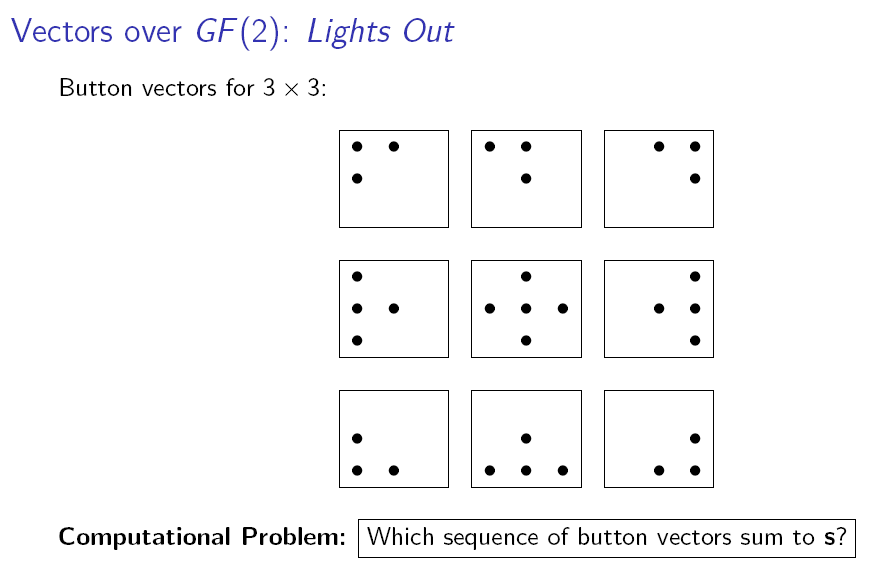 Vectors over GF(2): Lights Out
Button vectors for 3 × 3:
Computational Problem: Which sequence of button vectors sum to s?